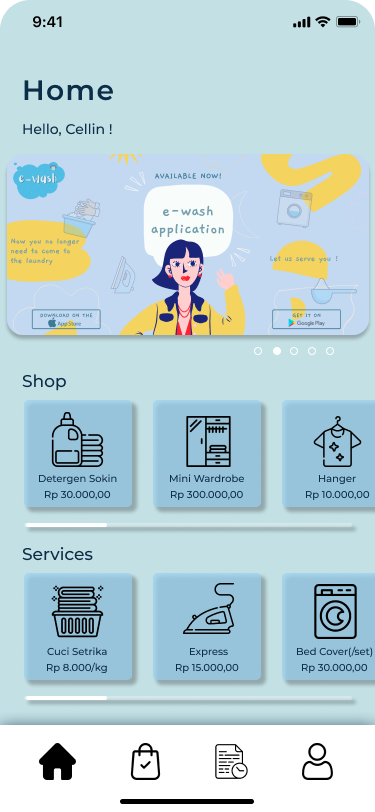 9:41
Home
Hello, Cellin !
e-wash
AVAILABLE NOW!
e-wash
application
Now you no longer
need to come to
the laundry
Let us serve you !
DOWNLOAD ON THE
App Store
GET IT ON
Google Play
Shop
Detergen Sokin
Rp 30.000,00
Mini Wardrobe
Rp 300.000,00
Hanger
Rp 10.000,00
Services
Cuci Setrika
Rp 8.000/kg
Express
Rp 15.000,00
Bed Cover(/set)
Rp 30.000,00